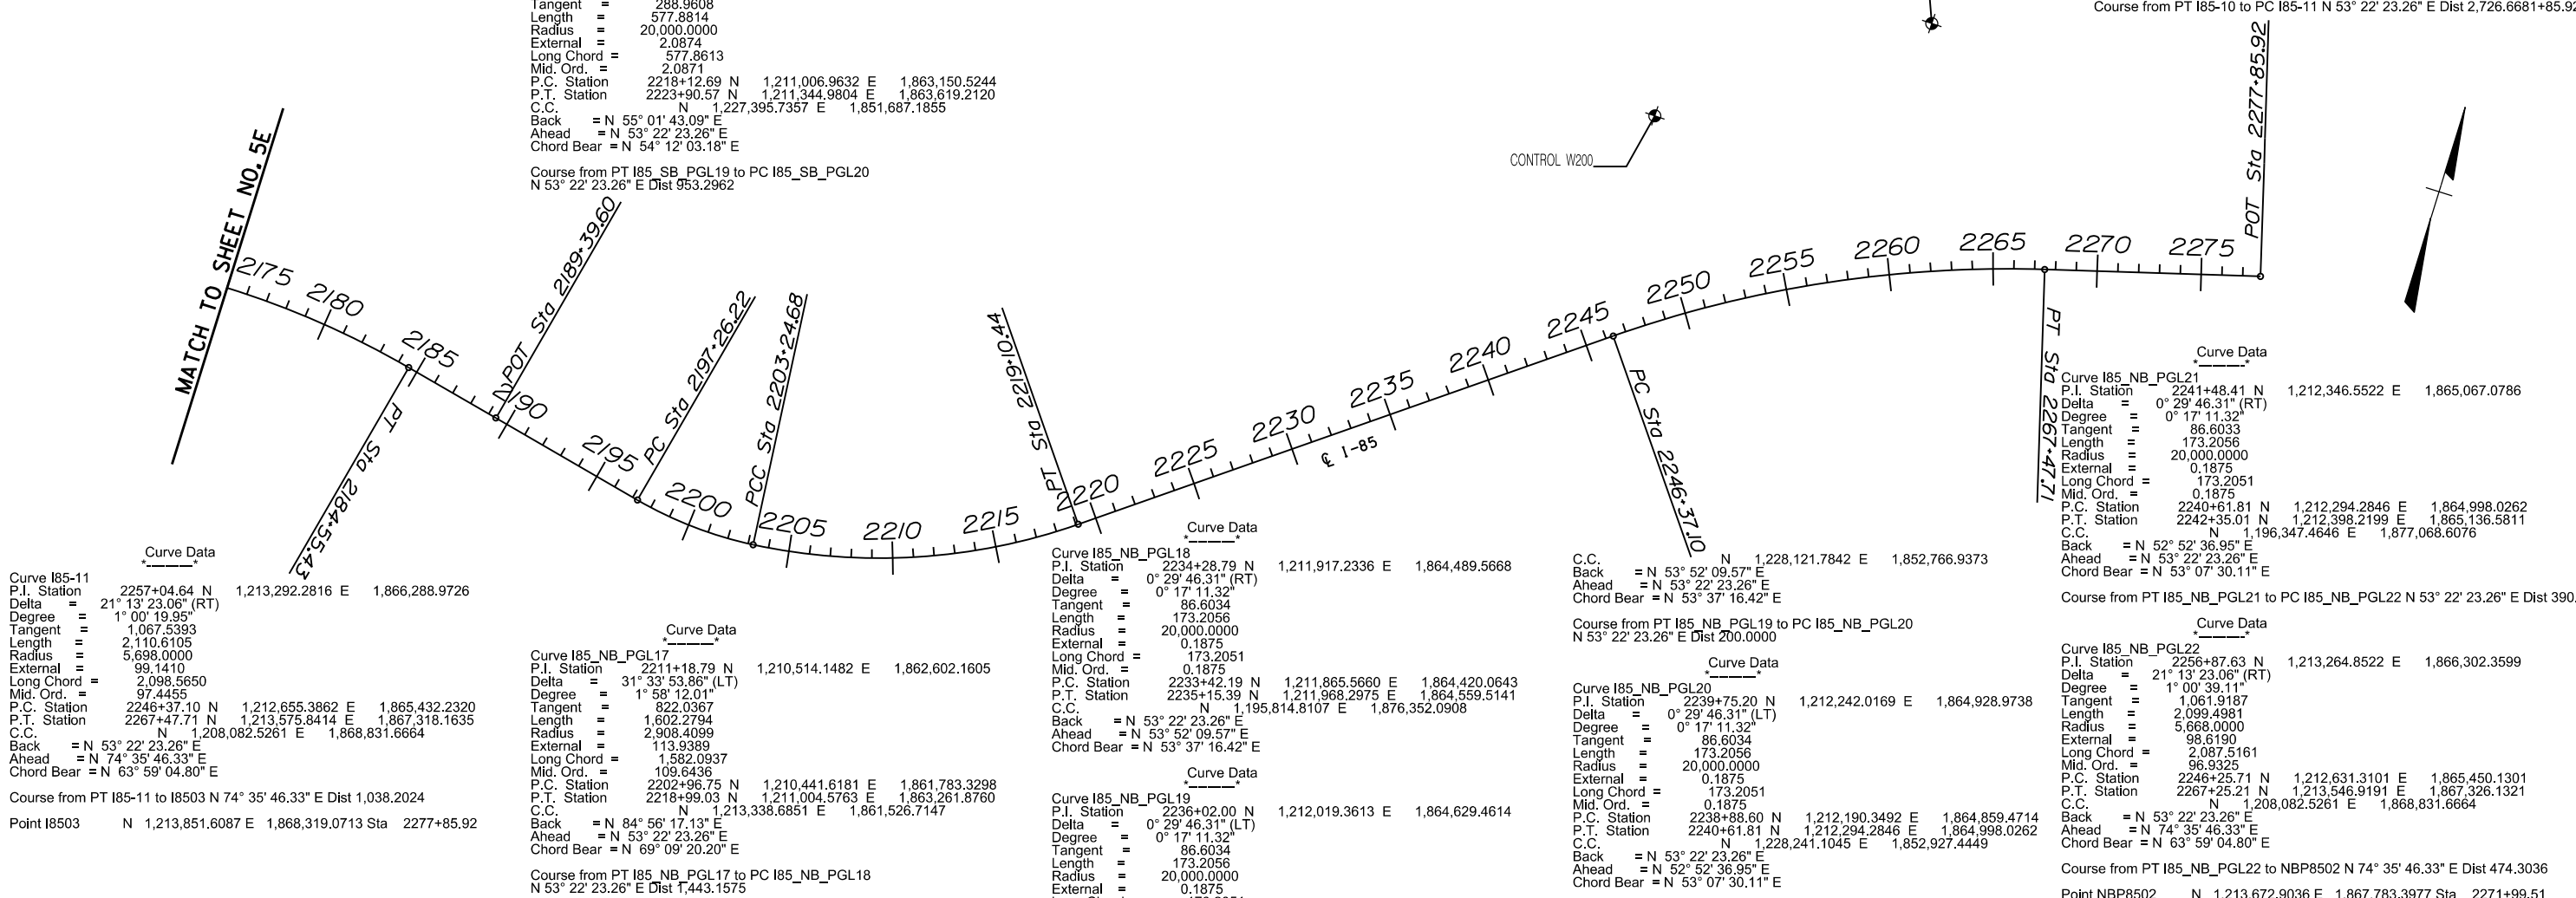 Tangent = 288.9608
Length = 577.8814
Radius = 20,000.0000
External = 2.0874
Long Chord = 577.8613
Mid. Ord. = 2.0871
P.C. Station 2218+12.69 N 1,211,006.9632 E 1,863,150.5244
P.T. Station 2223+90.57 N 1,211,344.9804 E 1,863,619.2120
C.C. N 1,227,395.7357 E 1,851,687.1855
Back = N 55° 01' 43.09" E
Ahead = N 53° 22' 23.26" E
Chord Bear = N 54° 12' 03.18" E
Course from PT I85_SB_PGL19 to PC I85_SB_PGL20
N 53° 22' 23.26" E Dist 953.2962
Course from PT I85-10 to PC I85-11 N 53° 22' 23.26" E Dist 2,726.6681+85.92
CONTROL W200
MATCH TO SHEET NO. 5E
2175
2180
2185
2190
2195
2200
2205
2210
2215
2220
2225
2230
2235
2240
2245
2250
2255
2260
2265
2270
2275
PT Sta 2184+55.43
POT Sta 2189+39.60
PC Sta 2197+26.22
PCC Sta 2203+24.68
PT Sta 2219+10.44
℄ I-85
PC Sta 2246+37.10
PT Sta 2267+47.71
POT Sta 2277+85.92
Curve Data
*----------*
Curve I85-11
P.I. Station 2257+04.64 N 1,213,292.2816 E 1,866,288.9726
Delta = 21° 13' 23.06" (RT)
Degree = 1° 00' 19.95"
Tangent = 1,067.5393
Length = 2,110.6105
Radius = 5,698.0000
External = 99.1410
Long Chord = 2,098.5650
Mid. Ord. = 97.4455
P.C. Station 2246+37.10 N 1,212,655.3862 E 1,865,432.2320
P.T. Station 2267+47.71 N 1,213,575.8414 E 1,867,318.1635
C.C. N 1,208,082.5261 E 1,868,831.6664
Back = N 53° 22' 23.26" E
Ahead = N 74° 35' 46.33" E
Chord Bear = N 63° 59' 04.80" E
Course from PT I85-11 to I8503 N 74° 35' 46.33" E Dist 1,038.2024
Point I8503 N 1,213,851.6087 E 1,868,319.0713 Sta 2277+85.92
Curve Data
*----------*
Curve I85_NB_PGL17
P.I. Station 2211+18.79 N 1,210,514.1482 E 1,862,602.1605
Delta = 31° 33' 53.86" (LT)
Degree = 1° 58' 12.01"
Tangent = 822.0367
Length = 1,602.2794
Radius = 2,908.4099
External = 113.9389
Long Chord = 1,582.0937
Mid. Ord. = 109.6436
P.C. Station 2202+96.75 N 1,210,441.6181 E 1,861,783.3298
P.T. Station 2218+99.03 N 1,211,004.5763 E 1,863,261.8760
C.C. N 1,213,338.6851 E 1,861,526.7147
Back = N 84° 56' 17.13" E
Ahead = N 53° 22' 23.26" E
Chord Bear = N 69° 09' 20.20" E
Course from PT I85_NB_PGL17 to PC I85_NB_PGL18
N 53° 22' 23.26" E Dist 1,443.1575
Curve Data
*----------*
Curve I85_NB_PGL18
P.I. Station 2234+28.79 N 1,211,917.2336 E 1,864,489.5668
Delta = 0° 29' 46.31" (RT)
Degree = 0° 17' 11.32"
Tangent = 86.6034
Length = 173.2056
Radius = 20,000.0000
External = 0.1875
Long Chord = 173.2051
Mid. Ord. = 0.1875
P.C. Station 2233+42.19 N 1,211,865.5660 E 1,864,420.0643
P.T. Station 2235+15.39 N 1,211,968.2975 E 1,864,559.5141
C.C. N 1,195,814.8107 E 1,876,352.0908
Back = N 53° 22' 23.26" E
Ahead = N 53° 52' 09.57" E
Chord Bear = N 53° 37' 16.42" E
Curve Data
*----------*
Curve I85_NB_PGL19
P.I. Station 2236+02.00 N 1,212,019.3613 E 1,864,629.4614
Delta = 0° 29' 46.31" (LT)
Degree = 0° 17' 11.32"
Tangent = 86.6034
Length = 173.2056
Radius = 20,000.0000
External = 0.1875
C.C. N 1,228,121.7842 E 1,852,766.9373
Back = N 53° 52' 09.57" E
Ahead = N 53° 22' 23.26" E
Chord Bear = N 53° 37' 16.42" E
Course from PT I85_NB_PGL19 to PC I85_NB_PGL20
N 53° 22' 23.26" E Dist 200.0000
Curve Data
*----------*
Curve I85_NB_PGL20
P.I. Station 2239+75.20 N 1,212,242.0169 E 1,864,928.9738
Delta = 0° 29' 46.31" (LT)
Degree = 0° 17' 11.32"
Tangent = 86.6034
Length = 173.2056
Radius = 20,000.0000
External = 0.1875
Long Chord = 173.2051
Mid. Ord. = 0.1875
P.C. Station 2238+88.60 N 1,212,190.3492 E 1,864,859.4714
P.T. Station 2240+61.81 N 1,212,294.2846 E 1,864,998.0262
C.C. N 1,228,241.1045 E 1,852,927.4449
Back = N 53° 22' 23.26" E
Ahead = N 52° 52' 36.95" E
Chord Bear = N 53° 07' 30.11" E
Curve Data
*----------*
Curve I85_NB_PGL21
P.I. Station 2241+48.41 N 1,212,346.5522 E 1,865,067.0786
Delta = 0° 29' 46.31" (RT)
Degree = 0° 17' 11.32"
Tangent = 86.6033
Length = 173.2056
Radius = 20,000.0000
External = 0.1875
Long Chord = 173.2051
Mid. Ord. = 0.1875
P.C. Station 2240+61.81 N 1,212,294.2846 E 1,864,998.0262
P.T. Station 2242+35.01 N 1,212,398.2199 E 1,865,136.5811
C.C. N 1,196,347.4646 E 1,877,068.6076
Back = N 52° 52' 36.95" E
Ahead = N 53° 22' 23.26" E
Chord Bear = N 53° 07' 30.11" E
Course from PT I85_NB_PGL21 to PC I85_NB_PGL22 N 53° 22' 23.26" E Dist 390.
Curve Data
*----------*
Curve I85_NB_PGL22
P.I. Station 2256+87.63 N 1,213,264.8522 E 1,866,302.3599
Delta = 21° 13' 23.06" (RT)
Degree = 1° 00' 39.11"
Tangent = 1,061.9187
Length = 2,099.4981
Radius = 5,668.0000
External = 98.6190
Long Chord = 2,087.5161
Mid. Ord. = 96.9325
P.C. Station 2246+25.71 N 1,212,631.3101 E 1,865,450.1301
P.T. Station 2267+25.21 N 1,213,546.9191 E 1,867,326.1321
C.C. N 1,208,082.5261 E 1,868,831.6664
Back = N 53° 22' 23.26" E
Ahead = N 74° 35' 46.33" E
Chord Bear = N 63° 59' 04.80" E
Course from PT I85_NB_PGL22 to NBP8502 N 74° 35' 46.33" E Dist 474.3036
Point NBP8502 N 1,213,672.9036 E 1,867,783.3977 Sta 2271+99.51